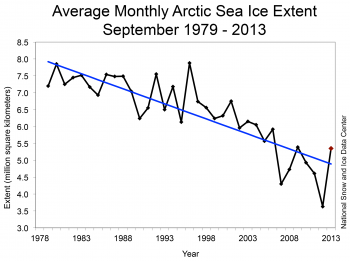 Average Monthly Arctic Sea Ice Extent
September 1979 - 2013
Extent (million square kilometers)
8.5
8.0
7.5
7.0
6.5
6.0
5.5
5.0
4.5
4.0
3.5
3.0
1978 1983 1988 1993 1998 2003 2008 2013
Year
National Snow and Ice Data Center